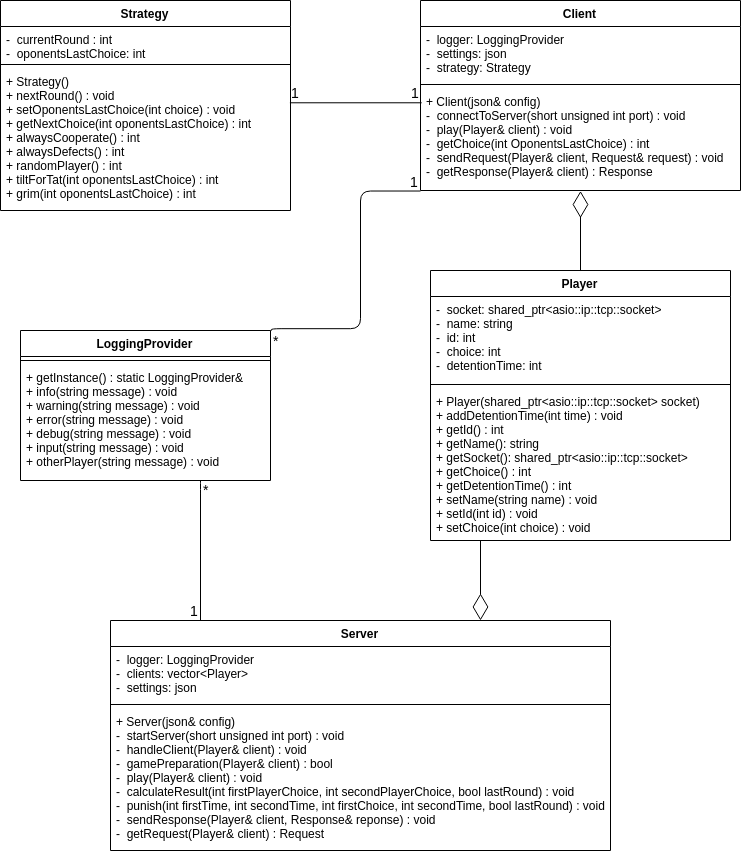 Strategy
- currentRound : int
- oponentsLastChoice: int
+ Strategy()
+ nextRound() : void
+ setOponentsLastChoice(int choice) : void
+ getNextChoice(int oponentsLastChoice) : int
+ alwaysCooperate() : int
+ alwaysDefects() : int
+ randomPlayer() : int
+ tiltForTat(int oponentsLastChoice) : int
+ grim(int oponentsLastChoice) : int
1
1
Client
- logger: LoggingProvider
- settings: json
- strategy: Strategy
+ Client(json& config)
- connectToServer(short unsigned int port) : void
- play(Player& client) : void
- getChoice(int OponentsLastChoice) : int
- sendRequest(Player& client, Request& request) : void
- getResponse(Player& client) : Response
1
*
Player
- socket: shared_ptr<asio::ip::tcp::socket>
- name: string
- id: int
- choice: int
- detentionTime: int
+ Player(shared_ptr<asio::ip::tcp::socket> socket)
+ addDetentionTime(int time) : void
+ getId() : int
+ getName(): string
+ getSocket(): shared_ptr<asio::ip::tcp::socket>
+ getChoice() : int
+ getDetentionTime() : int
+ setName(string name) : void
+ setId(int id) : void
+ setChoice(int choice) : void
LoggingProvider
+ getInstance() : static LoggingProvider&
+ info(string message) : void
+ warning(string message) : void
+ error(string message) : void
+ debug(string message) : void
+ input(string message) : void
+ otherPlayer(string message) : void
*
1
Server
- logger: LoggingProvider
- clients: vector<Player>
- settings: json
+ Server(json& config)
- startServer(short unsigned int port) : void
- handleClient(Player& client) : void
- gamePreparation(Player& client) : bool
- play(Player& client) : void
- calculateResult(int firstPlayerChoice, int secondPlayerChoice, bool lastRound) : void
- punish(int firstTime, int secondTime, int firstChoice, int secondTime, bool lastRound) : void
- sendResponse(Player& client, Response& reponse) : void
- getRequest(Player& client) : Request